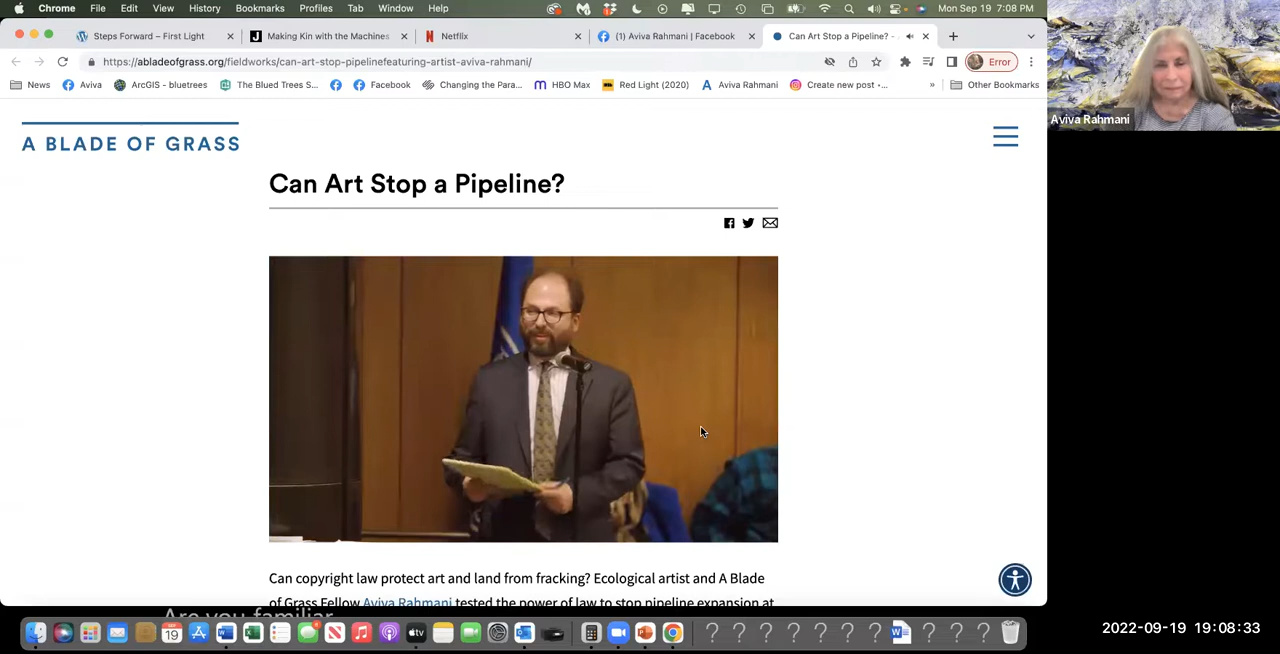 Chrome File Edit View History Bookmarks Profiles Tab Window Help Mon Sep 19 7:08 PM
Steps Forward – First Light Making Kin with the Machines Netflix (1) Aviva Rahmani | Facebook Can Art Stop a Pipeline? -
https://abladeofgrass.org/fieldworks/can-art-stop-pipelinefeaturing-artist-aviva-rahmani/ Error
News Aviva ArcGIS - bluetrees The Blued Trees S... Facebook Changing the Para... HBO Max Red Light (2020) Aviva Rahmani Create new post •... » Other Bookmarks
Aviva Rahmani
A BLADE OF GRASS
Can Art Stop a Pipeline?
Can copyright law protect art and land from fracking? Ecological artist and A Blade
of Grass Fellow Aviva Rahmani tested the power of law to stop pipeline expansion at
Are you familiar
SEP
19
tv
? ? ? ? ? ? ? ? ? ?
2022-09-19 19:08:33